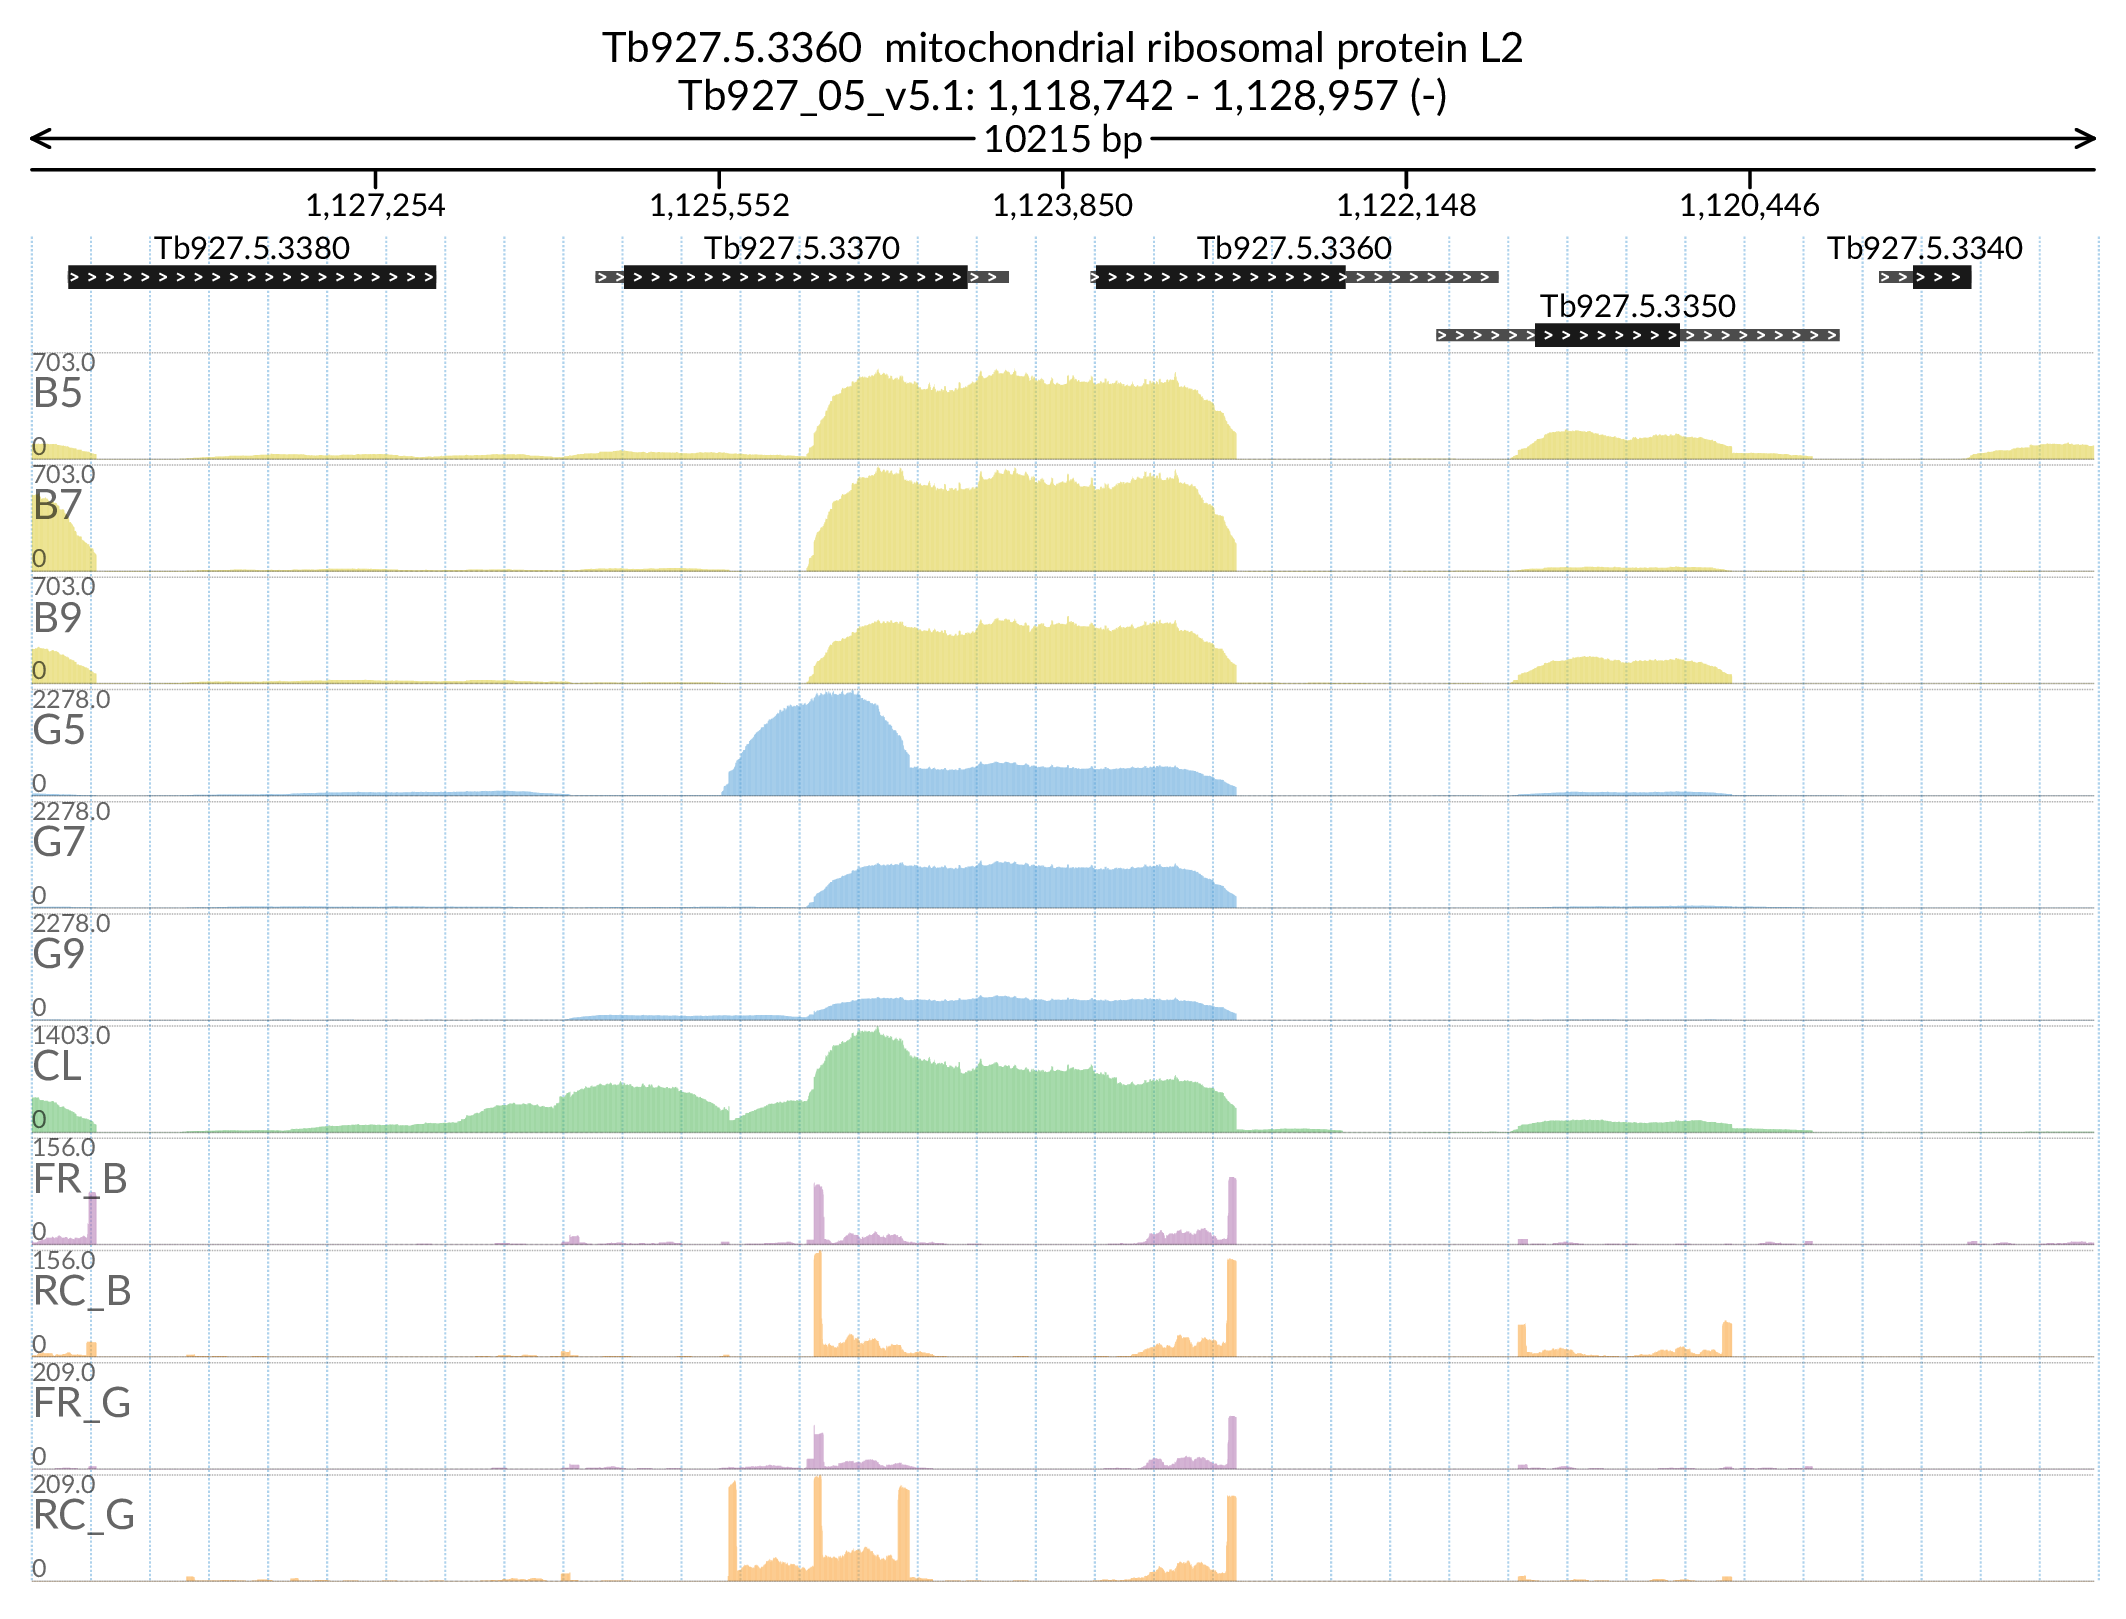 Tb927.5.3360  mitochondrial ribosomal protein L2
Tb927_05_v5.1: 1,118,742 - 1,128,957 (-)
10215 bp
1,127,254 1,125,552 1,123,850 1,122,148 1,120,446
Tb927.5.3380 Tb927.5.3370 Tb927.5.3360 Tb927.5.3340
Tb927.5.3350
703.0
B5
0
703.0
B7
0
703.0
B9
0
2278.0
G5
0
2278.0
G7
0
2278.0
G9
0
1403.0
CL
0
156.0
FR_B
0
156.0
RC_B
0
209.0
FR_G
0
209.0
RC_G
0